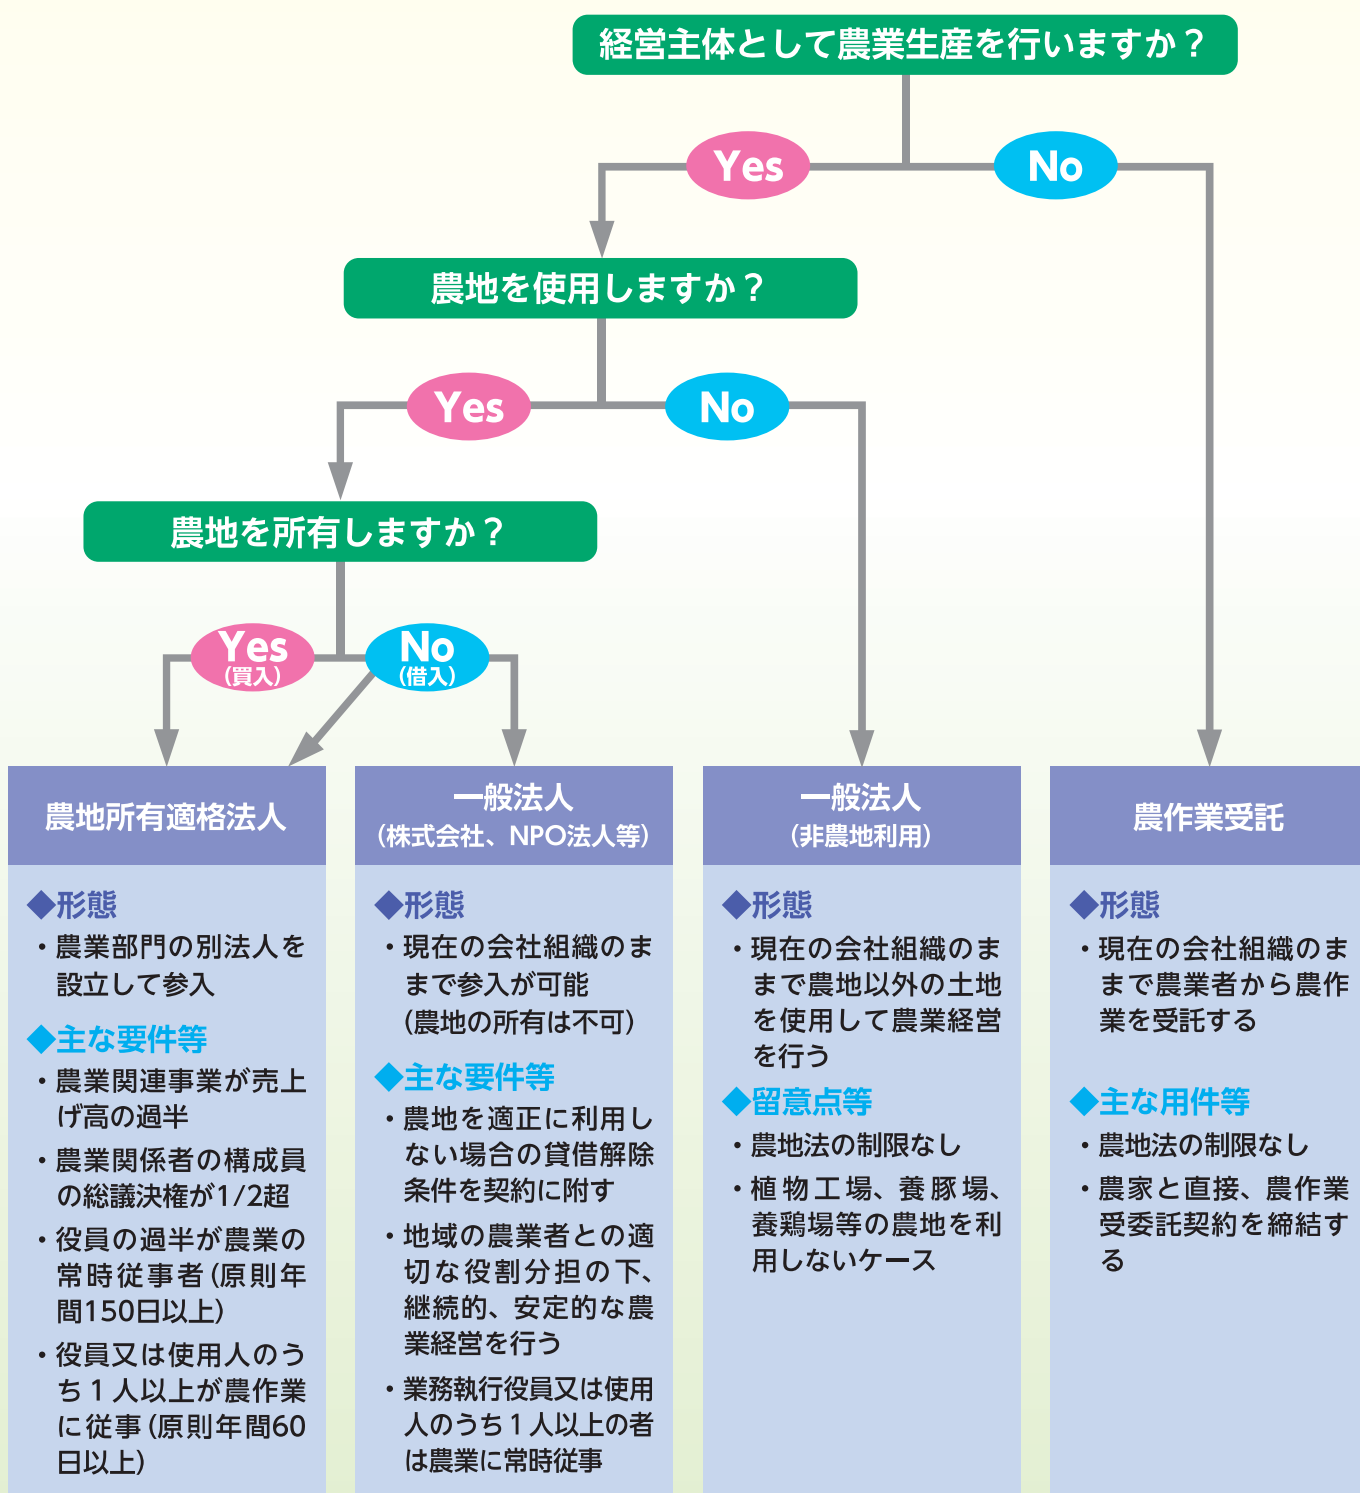 経営主体として農業生産を行いますか？
Yes
No
農地を使用しますか？
Yes
No
農地を所有しますか？
Yes
（買入）
No
（借入）
農地所有適格法人
◆形態
・農業部門の別法人を
設立して参入
◆主な要件等
・農業関連事業が売上
げ高の過半
・農業関係者の構成員
の総議決権が1/2超
・役員の過半が農業の
常時従事者（原則年
間150日以上）
・役員又は使用人のう
ち１人以上が農作業
に従事（原則年間60
日以上）
一般法人
（株式会社、NPO法人等）
◆形態
・現在の会社組織のま
まで参入が可能
（農地の所有は不可）
◆主な要件等
・農地を適正に利用し
ない場合の貸借解除
条件を契約に附す
・地域の農業者との適
切な役割分担の下、
継続的、安定的な農
業経営を行う
・業務執行役員又は使用
人のうち１人以上の者
は農業に常時従事
一般法人
（非農地利用）
◆形態
・現在の会社組織のま
まで農地以外の土地
を使用して農業経営
を行う
◆留意点等
・農地法の制限なし
・植物工場、養豚場、
養鶏場等の農地を利
用しないケース
農作業受託
◆形態
・現在の会社組織のま
まで農業者から農作
業を受託する
◆主な用件等
・農地法の制限なし
・農家と直接、農作業
受委託契約を締結す
る